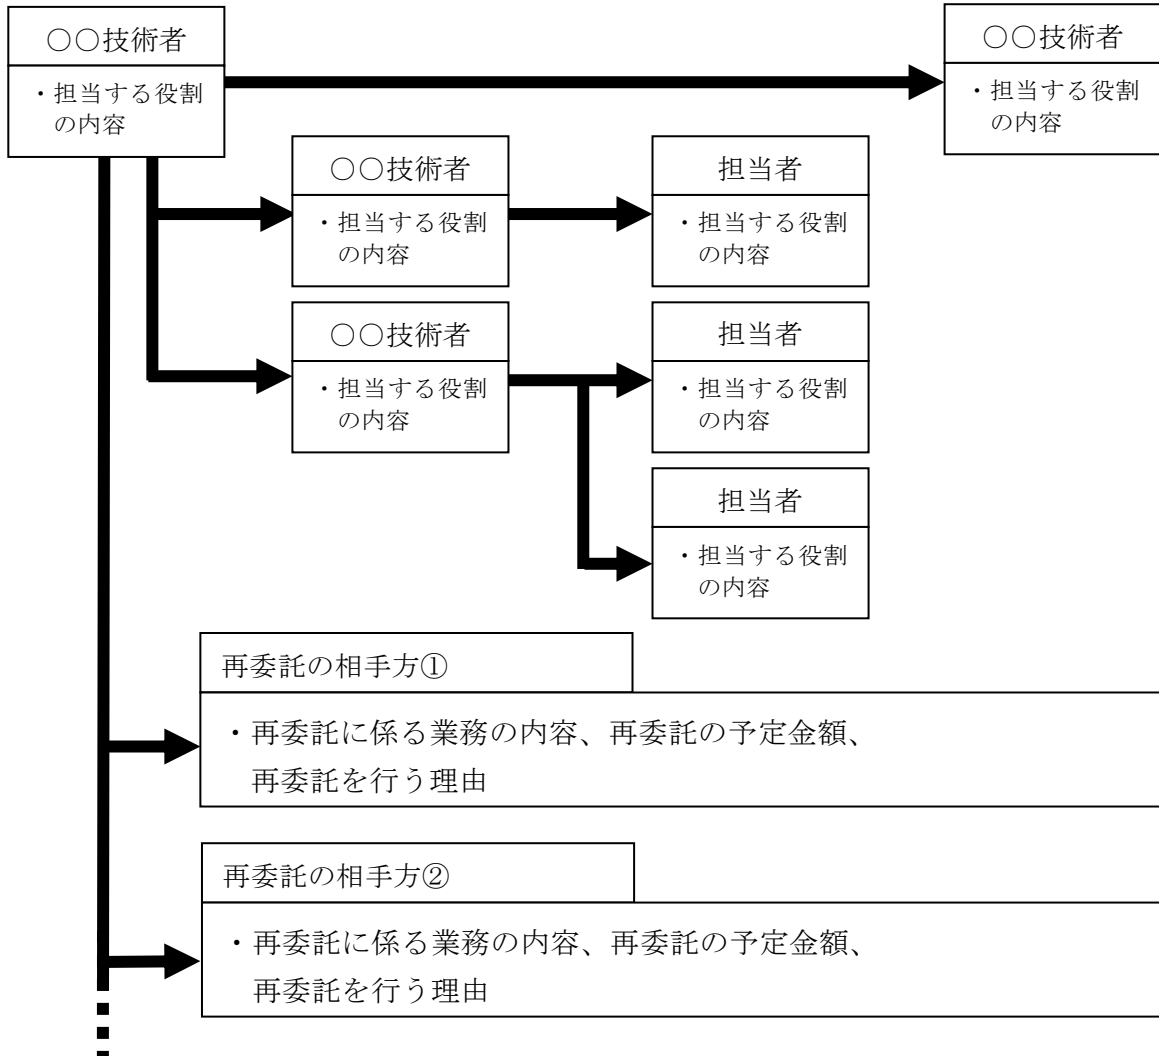 〇〇技術者
・担当する役割
の内容
〇〇技術者
・担当する役割
の内容
〇〇技術者
・担当する役割
の内容
担当者
・担当する役割
の内容
〇〇技術者
・担当する役割
の内容
担当者
・担当する役割
の内容
担当者
・担当する役割
の内容
再委託の相手方①
・再委託に係る業務の内容、再委託の予定金額、
再委託を行う理由
再委託の相手方②
・再委託に係る業務の内容、再委託の予定金額、
再委託を行う理由